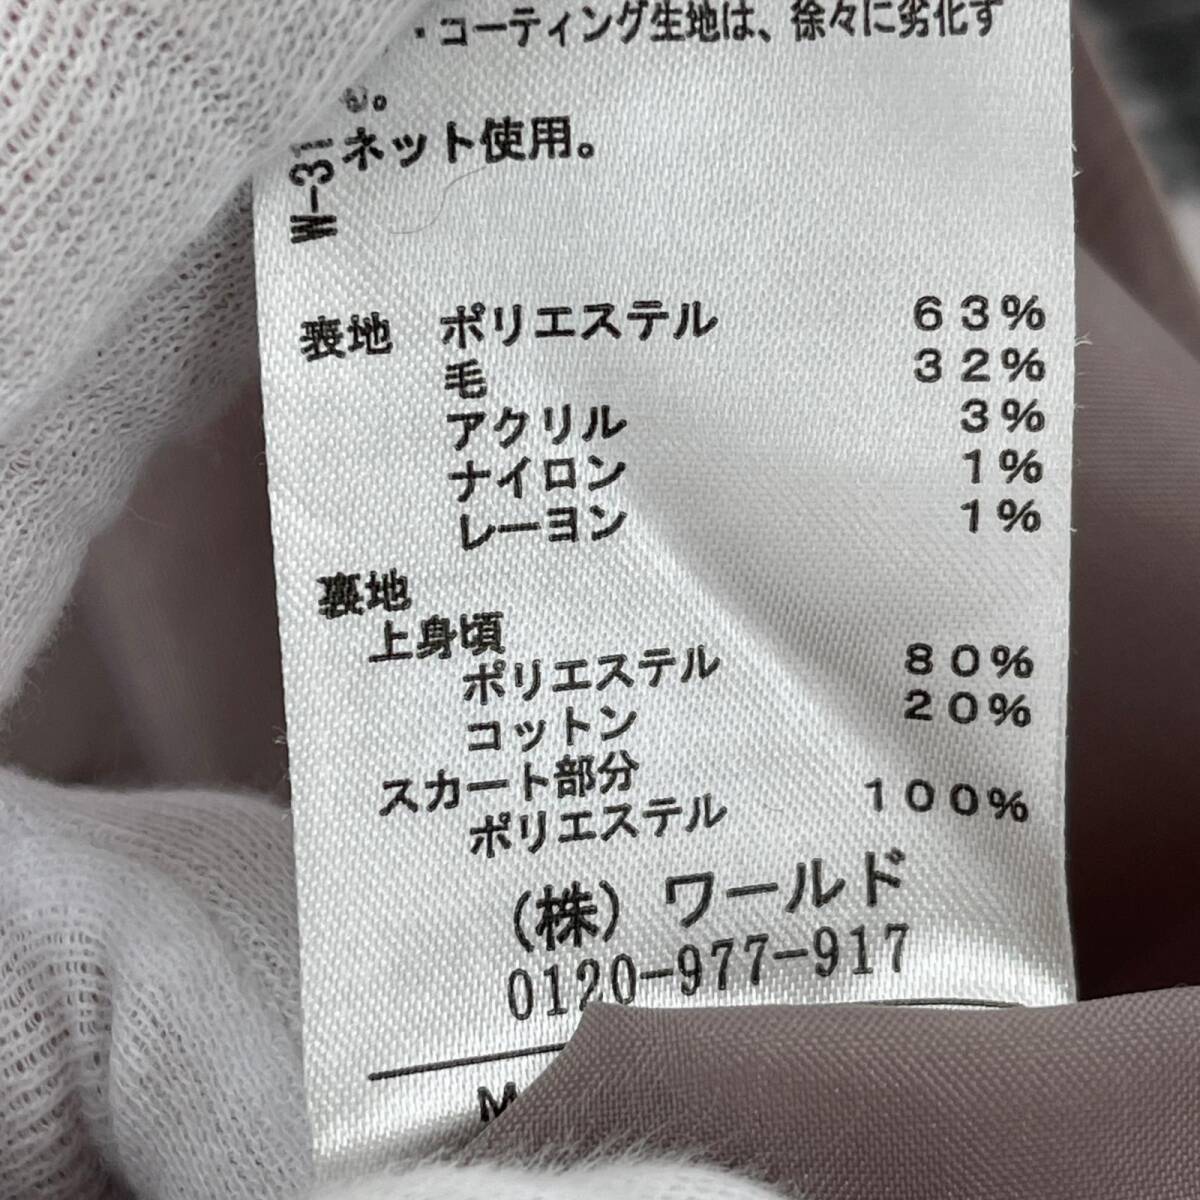 ・コーティング生地は、徐々に劣化す
。
ネット使用。
W-31
表地 ポリエステル 63%
毛 32%
アクリル 3%
ナイロン 1%
レーヨン 1%
裏地
上身頃
ポリエステル 80%
コットン 20%
スカート部分
ポリエステル 100%
(株) ワールド
0120-977-917
M